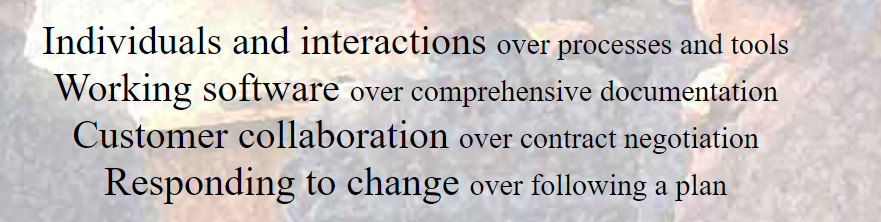 Individuals and interactions over processes and tools
Working software over comprehensive documentation
Customer collaboration over contract negotiation
Responding to change over following a plan